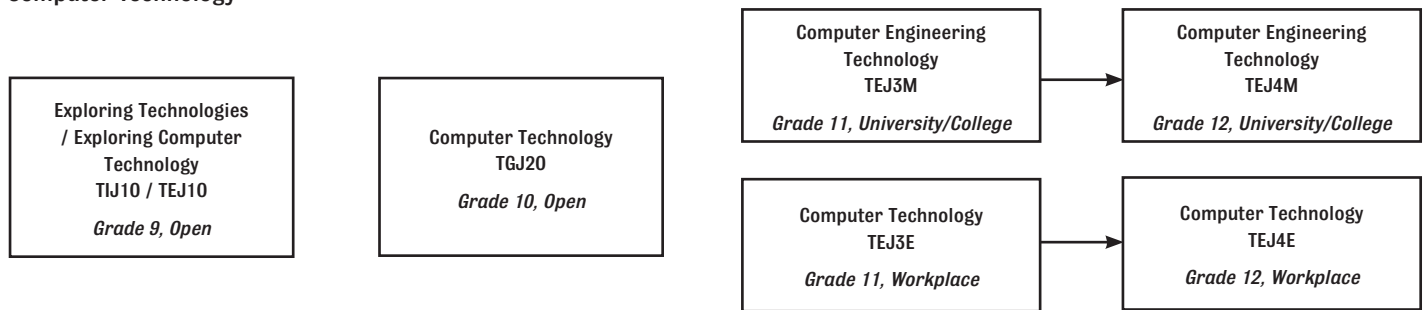 Computer Technology
Exploring Technologies
/ Exploring Computer
Technology
TIJ1O / TEJ1O
Grade 9, Open
Computer Technology
TGJ2O
Grade 10, Open
Computer Engineering
Technology
TEJ3M
Grade 11, University/College
Computer Engineering
Technology
TEJ4M
Grade 12, University/College
Computer Technology
TEJ3E
Grade 11, Workplace
Computer Technology
TEJ4E
Grade 12, Workplace